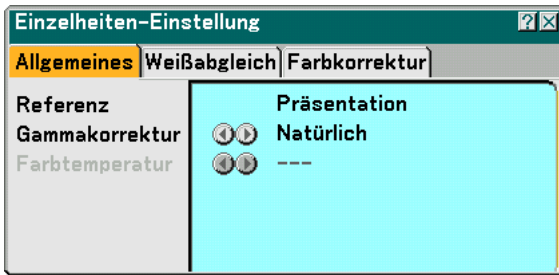 Einzelheiten-Einstellung ? ×
Allgemeines Weißabgleich Farbkorrektur
Referenz Präsentation
Gammakorrektur Natürlich
Farbtemperatur ---